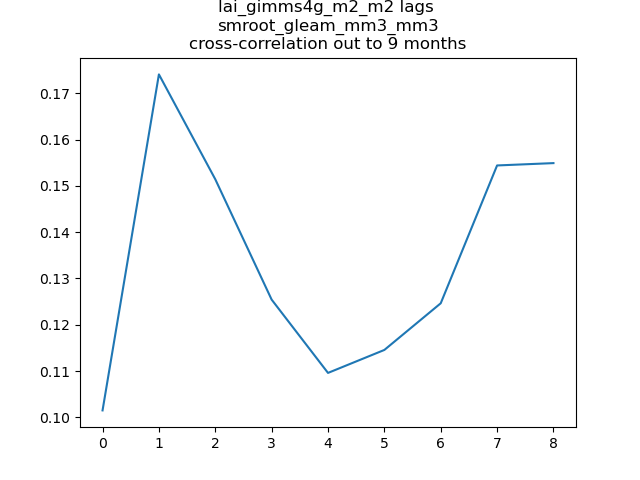 lai_gimms4g_m2_m2 lags
smroot_gleam_mm3_mm3
cross-correlation out to 9 months
0.17
0.16
0.15
0.14
0.13
0.12
0.11
0.10
0 1 2 3 4 5 6 7 8